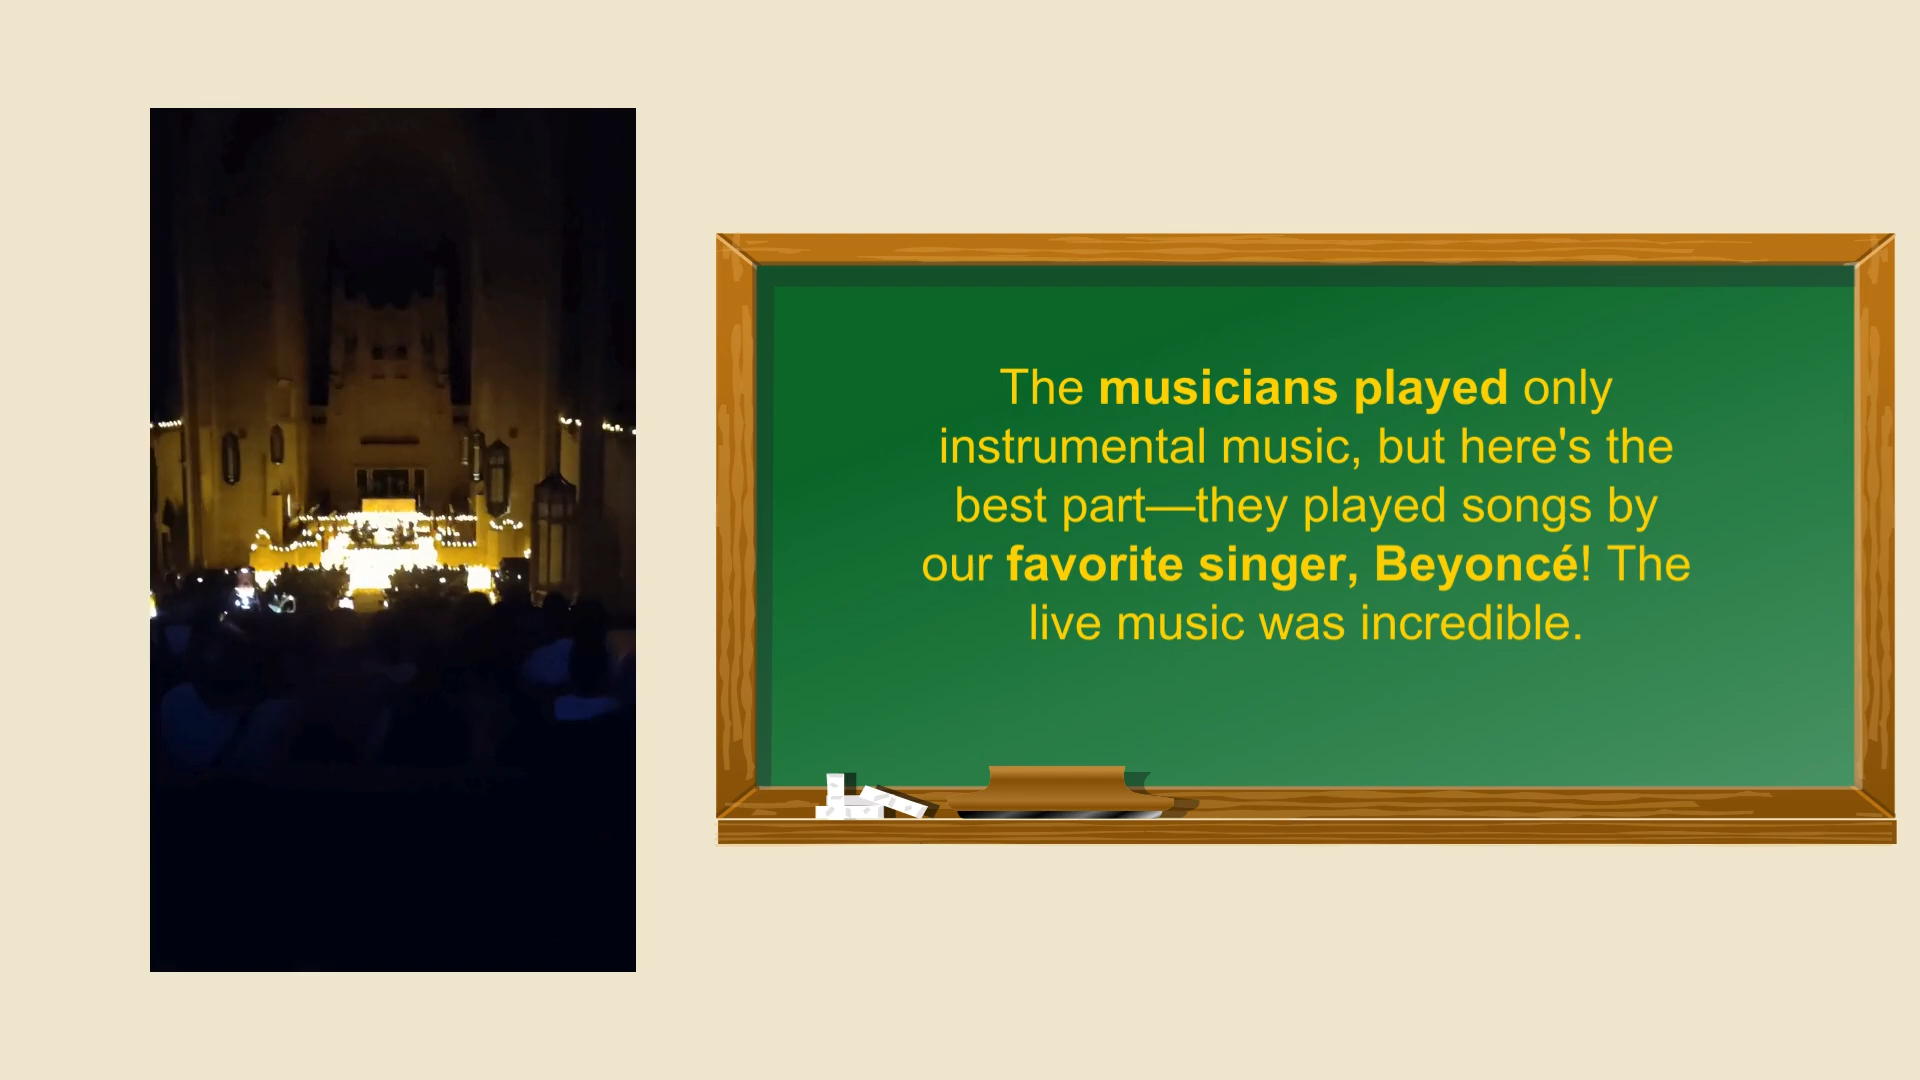 The musicians played only
instrumental music, but here's the
best part—they played songs by
our favorite singer, Beyoncé! The
live music was incredible.